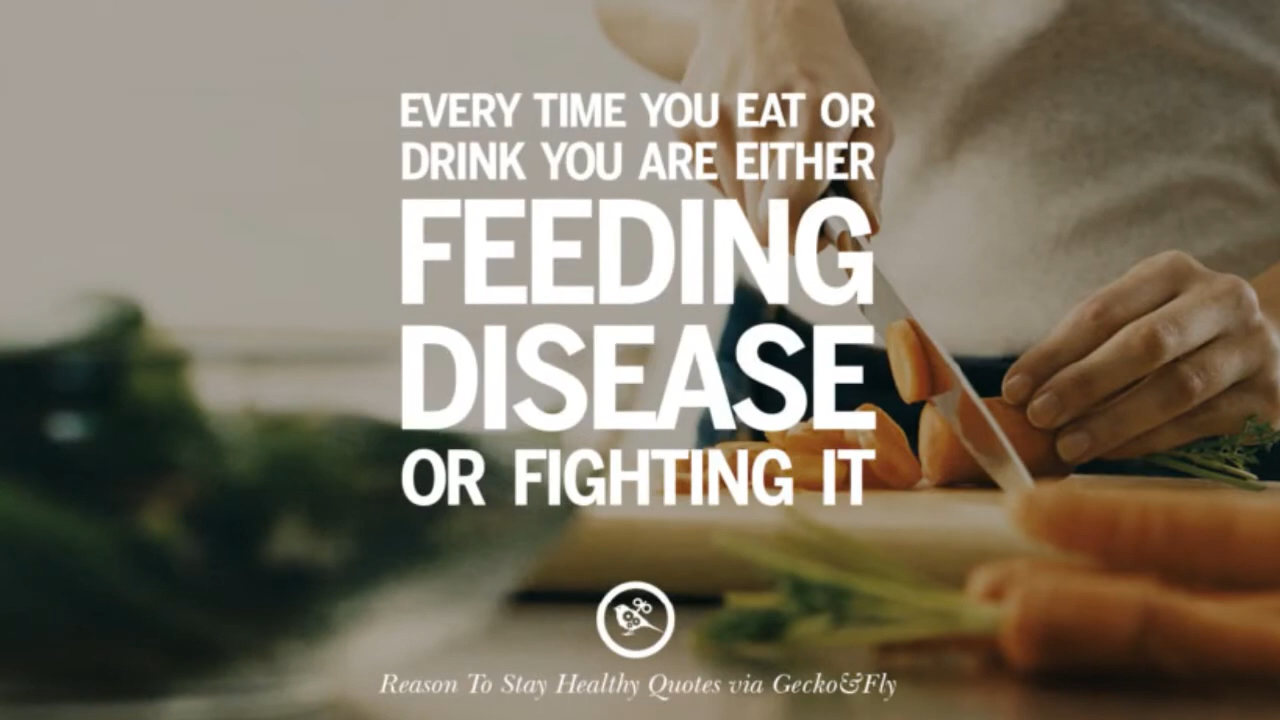 EVERY TIME YOU EAT OR
DRINK YOU ARE EITHER
FEEDING
DISEASE
OR FIGHTING IT
Reason To Stay Healthy Quotes via Gecko&Fly